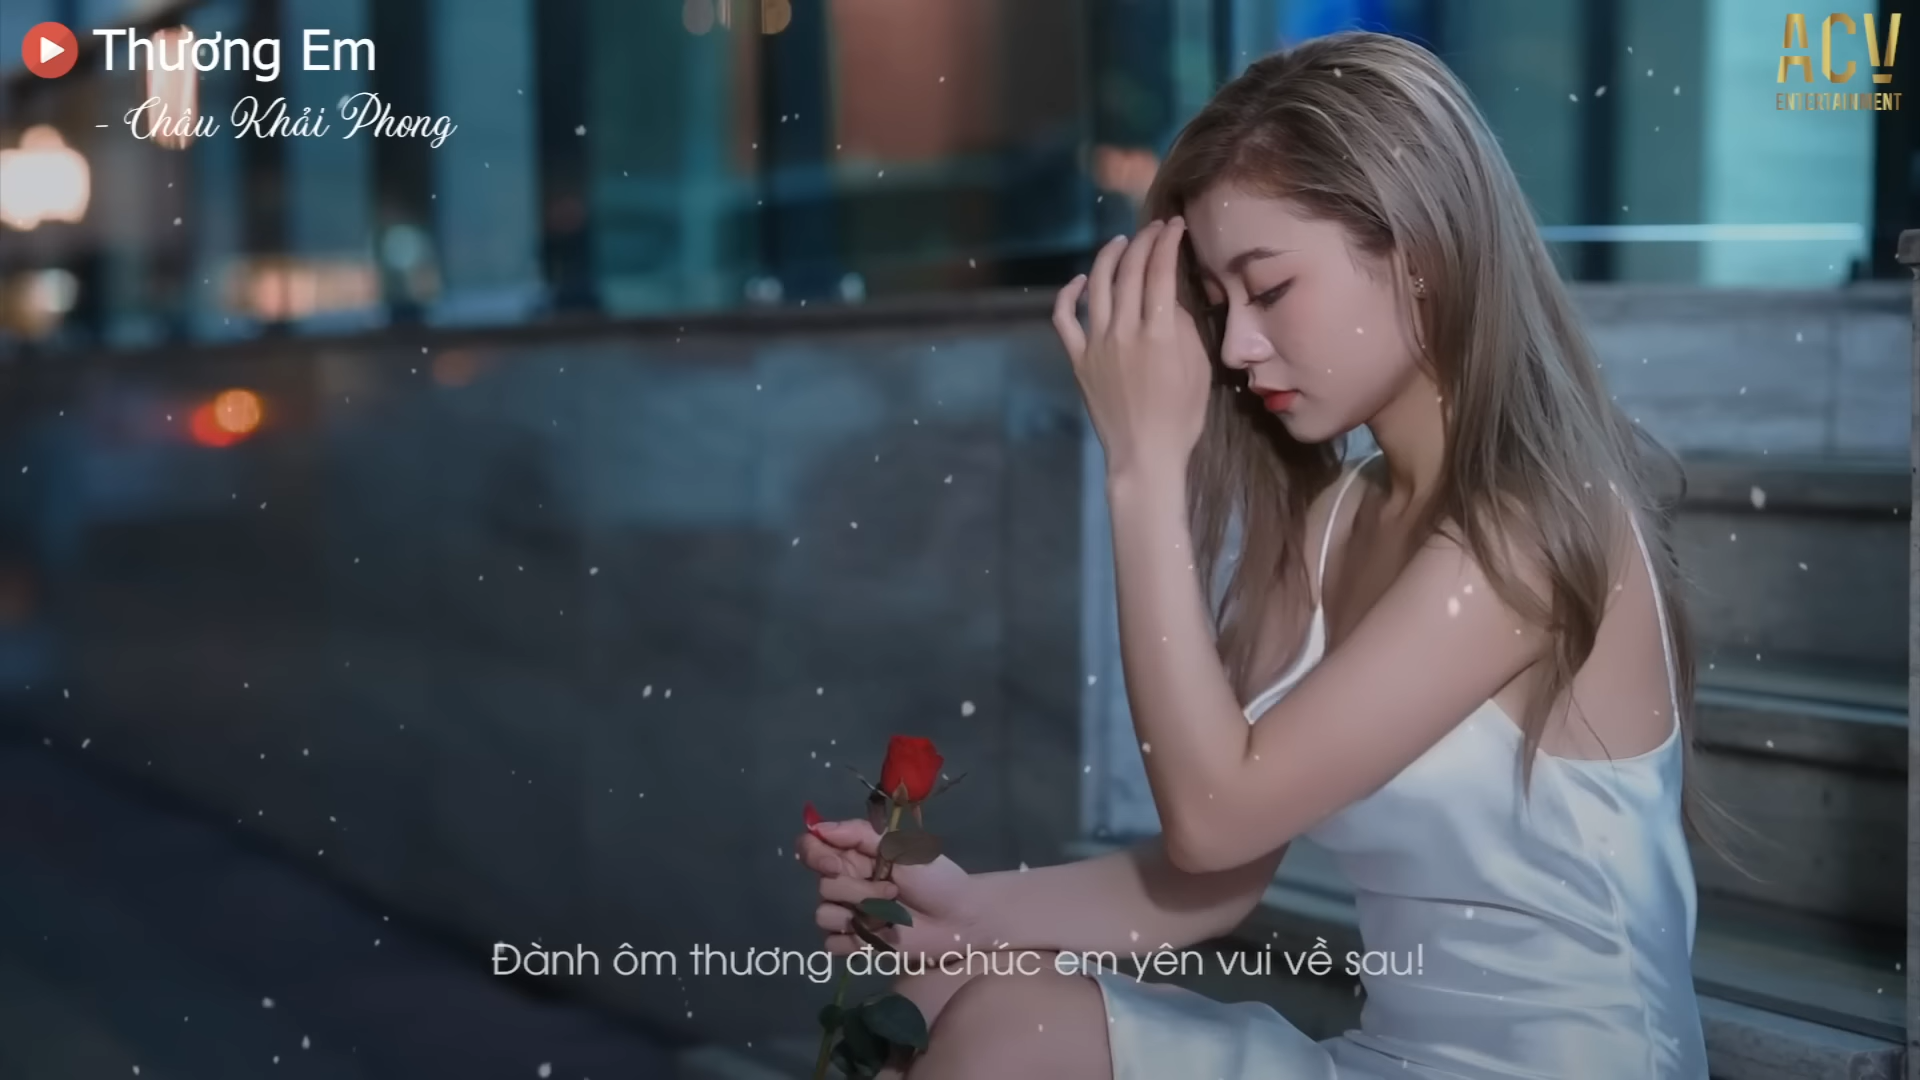 Thương Em
- Châu Khải Phong
ACV
ENTERTAINMENT
Đành ôm thương đau chúc em yên vui về sau!